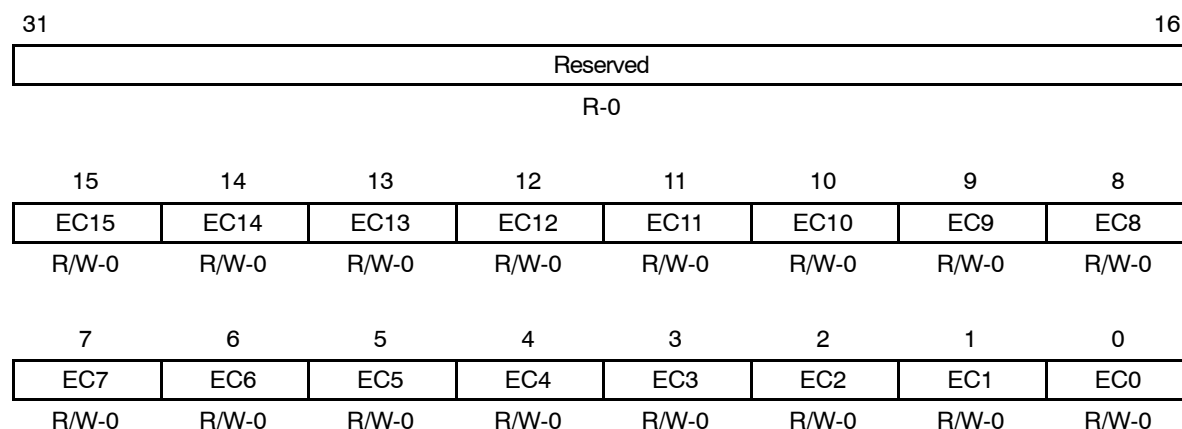 31 16
Reserved
R-0
15 14 13 12 11 10 9 8
EC15 EC14 EC13 EC12 EC11 EC10 EC9 EC8
R/W-0 R/W-0 R/W-0 R/W-0 R/W-0 R/W-0 R/W-0 R/W-0
7 6 5 4 3 2 1 0
EC7 EC6 EC5 EC4 EC3 EC2 EC1 EC0
R/W-0 R/W-0 R/W-0 R/W-0 R/W-0 R/W-0 R/W-0 R/W-0